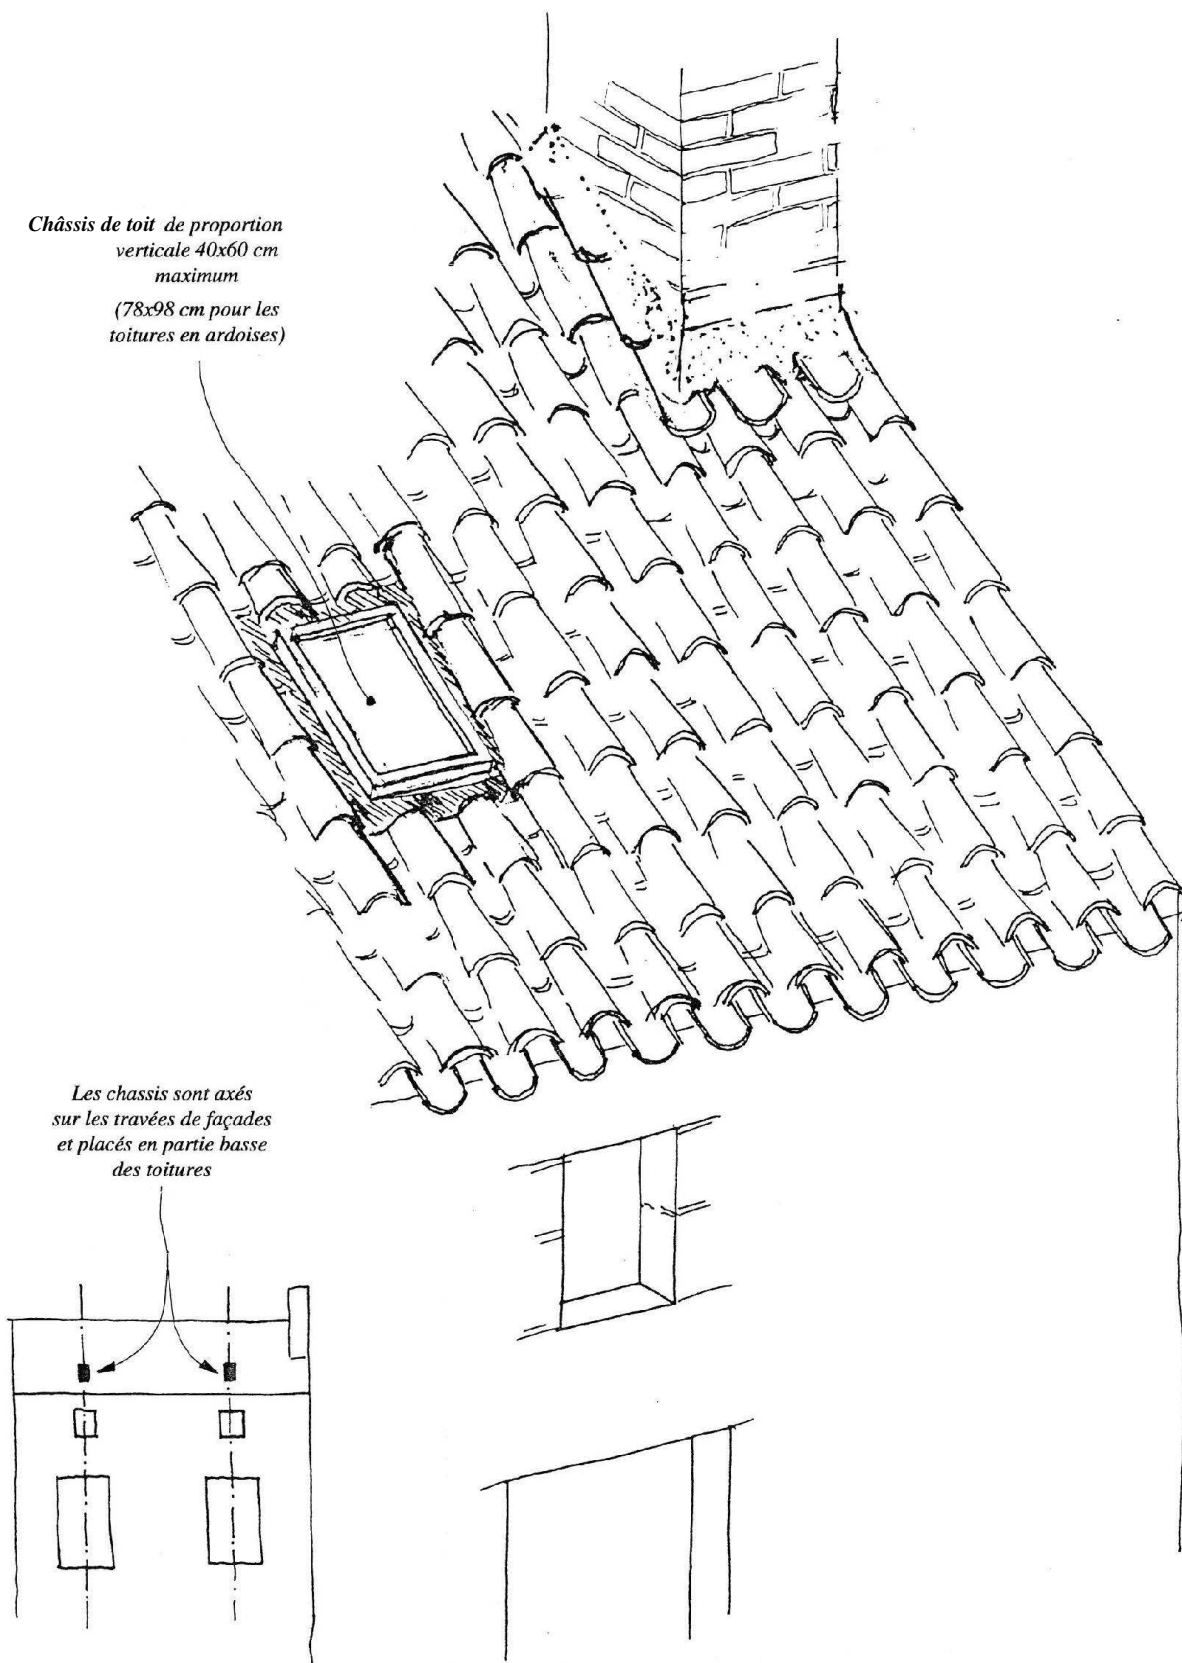 Châssis de toit de proportion
verticale 40x60 cm
maximum
(78x98 cm pour les
toitures en ardoises)
Les chassis sont axés
sur les travées de façades
et placés en partie basse
des toitures